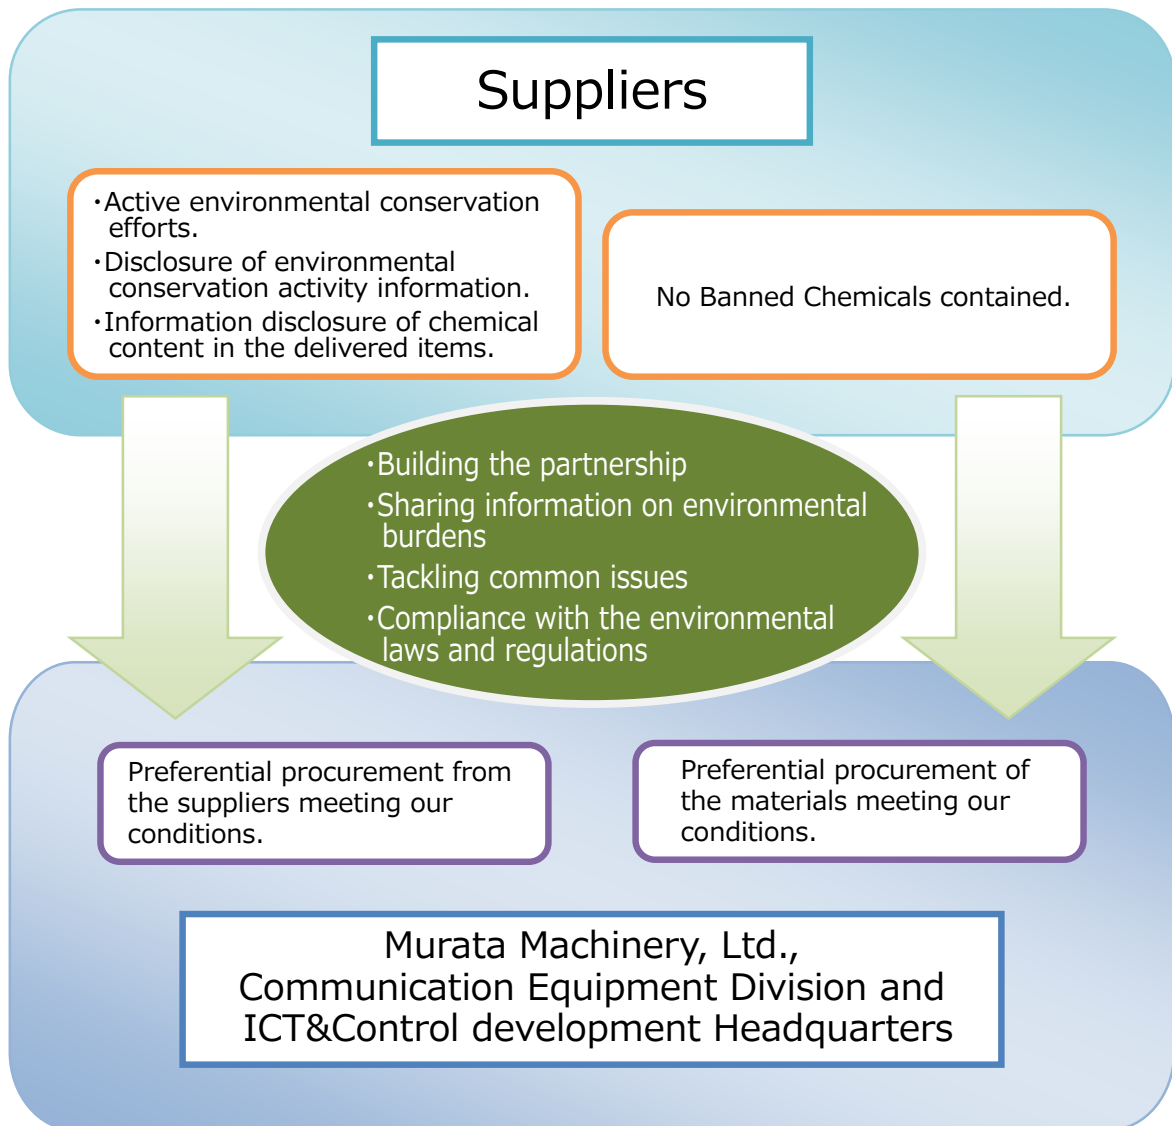 Suppliers
・Active environmental conservation
efforts.
・Disclosure of environmental
conservation activity information.
・Information disclosure of chemical
content in the delivered items.
No Banned Chemicals contained.
・Building the partnership
・Sharing information on environmental
burdens
・Tackling common issues
・Compliance with the environmental
laws and regulations
Preferential procurement from
the suppliers meeting our
conditions.
Preferential procurement of
the materials meeting our
conditions.
Murata Machinery, Ltd.,
Communication Equipment Division and
ICT&Control development Headquarters